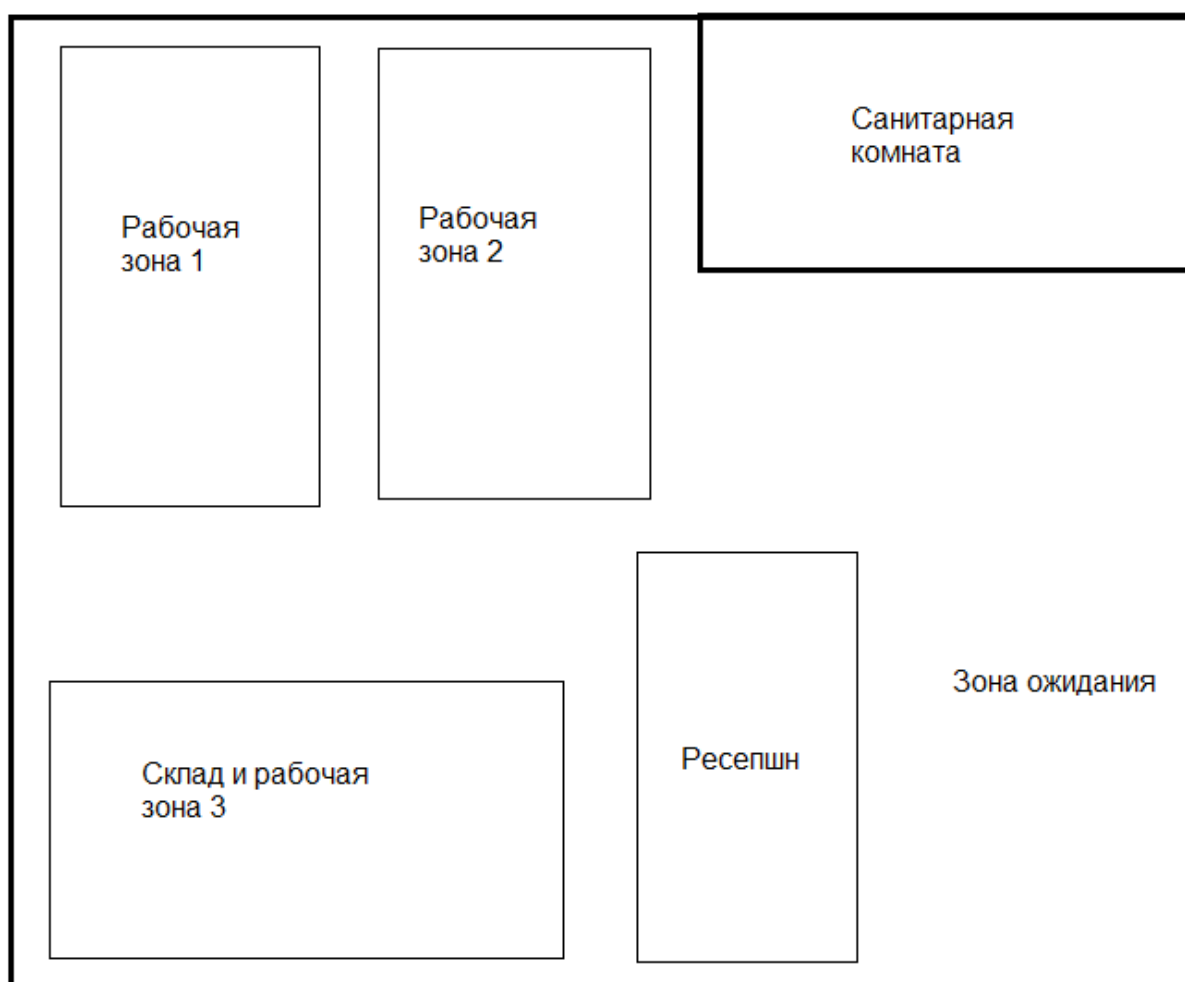 Санитарная
комната
Рабочая
зона 1
Рабочая
зона 2
Зона ожидания
Ресепшн
Склад и рабочая
зона 3